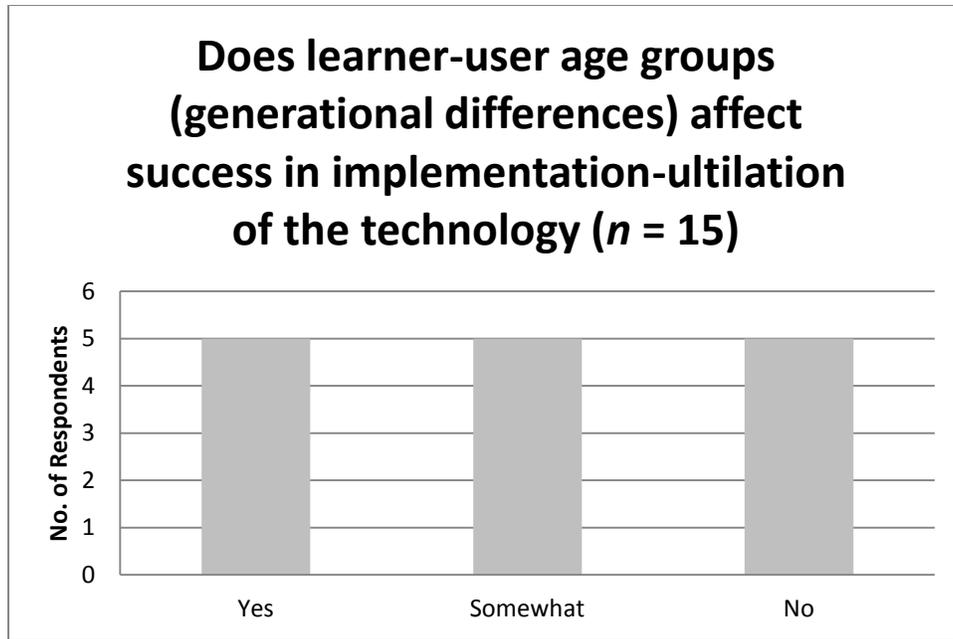 Does learner-user age groups
(generational differences) affect
success in implementation-ultilation
of the technology (n = 15)
No. of Respondents
6
5
4
3
2
1
0
Yes
Somewhat
No